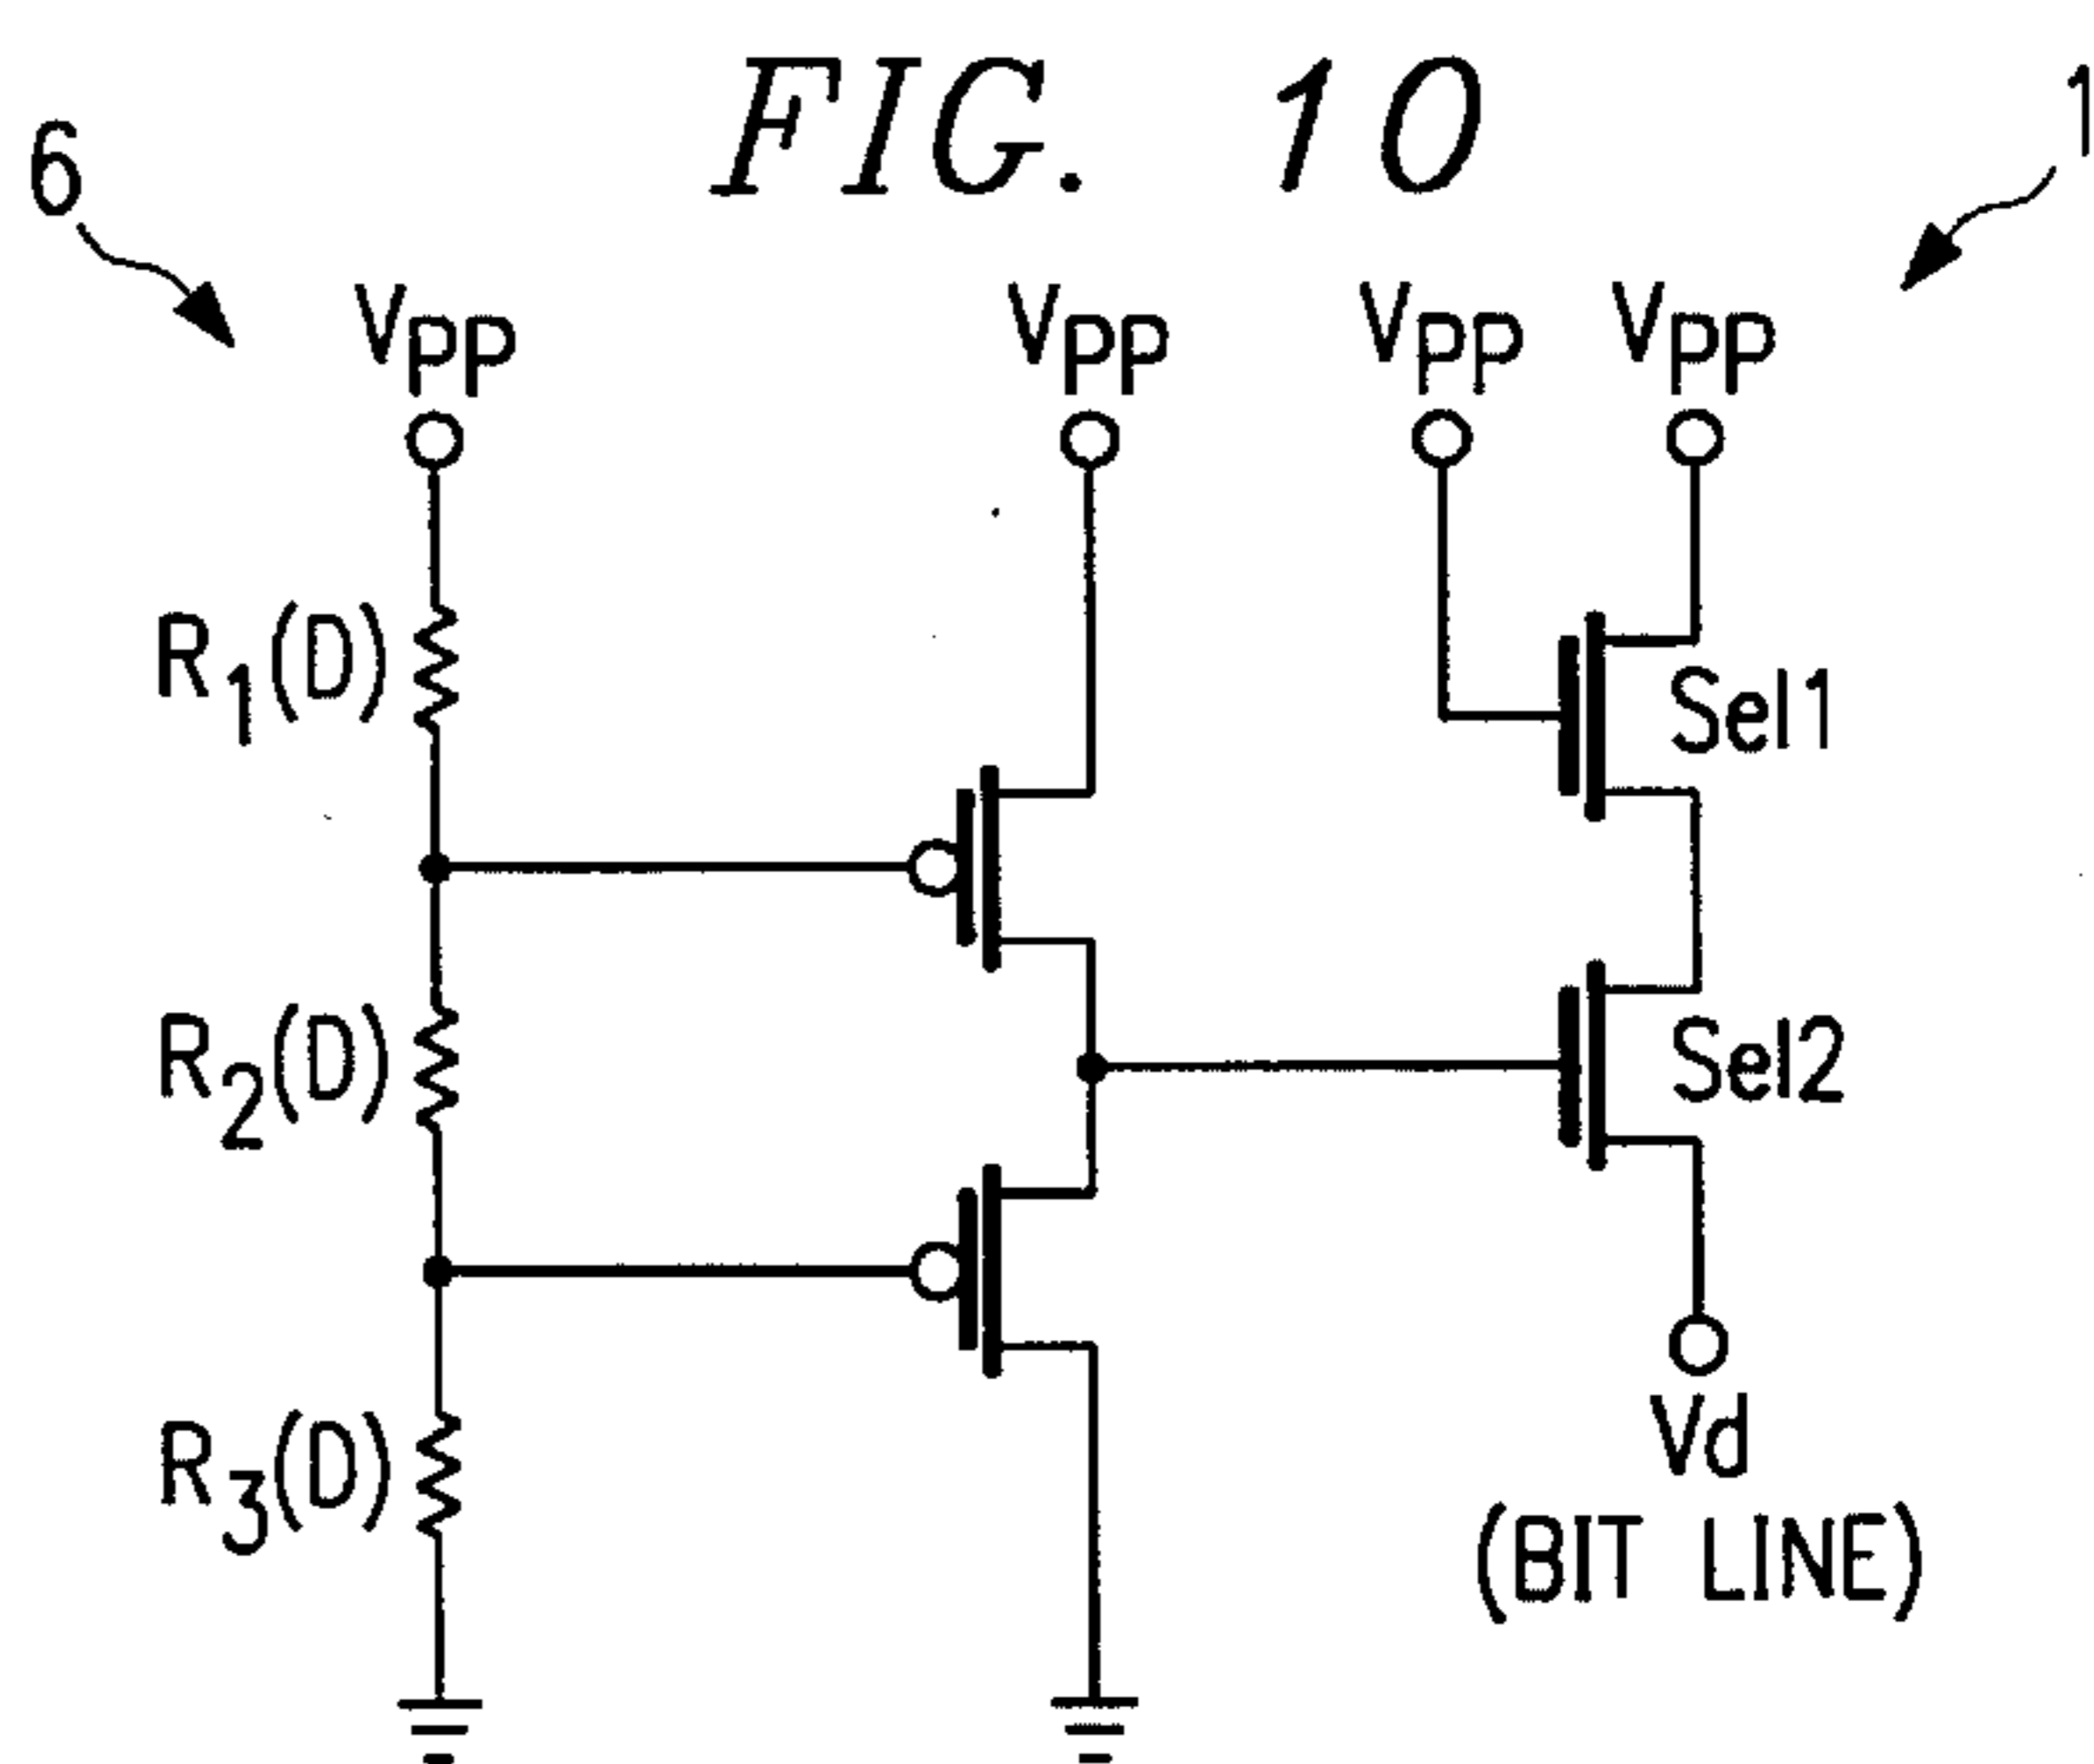 FIG. 10
6
1
VPP
VPP
VPP
VPP
R1(D)
Sel1
R2(D)
Sel2
R3(D)
Vd
(BIT LINE)